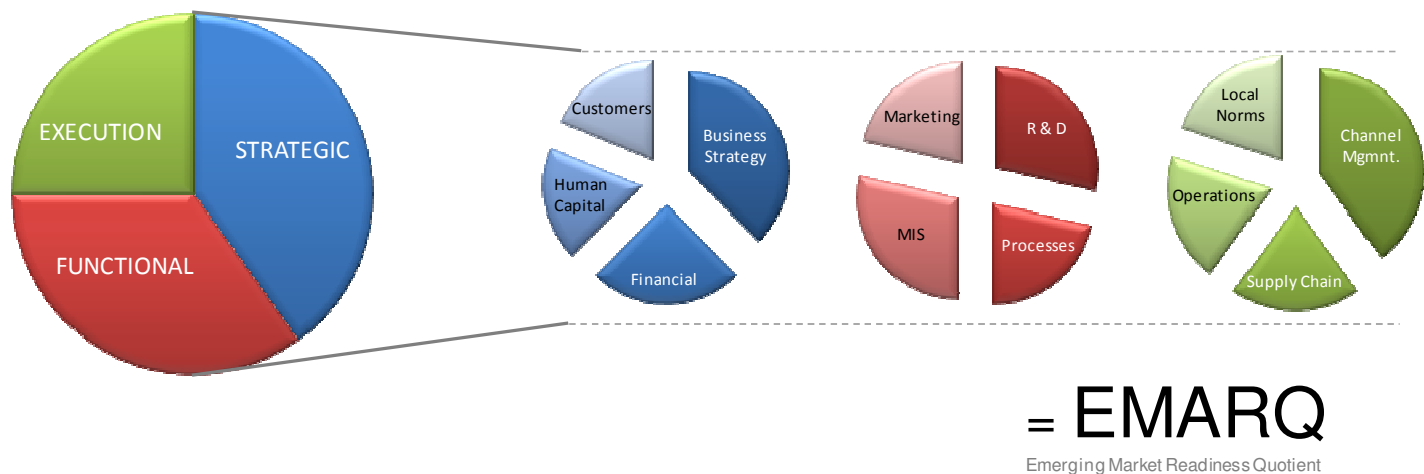 EXECUTION
STRATEGIC
FUNCTIONAL
Customers
Business
Strategy
Human
Capital
Financial
Marketing
R & D
MIS
Processes
Local
Norms
Channel
Mgmnt.
Operations
Supply Chain
= EMARQ
Emerging Market Readiness Quotient